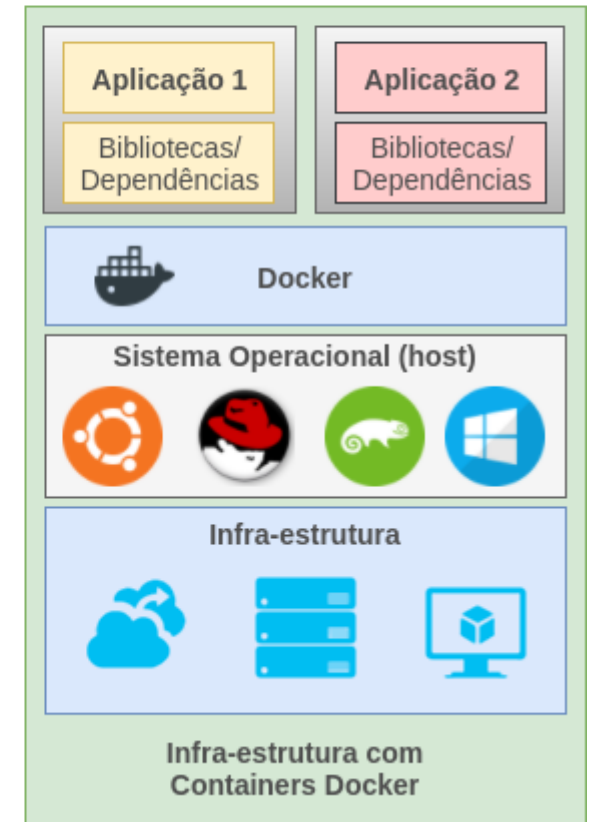 Aplicação 1
Bibliotecas/
Dependências
Aplicação 2
Bibliotecas/
Dependências
Docker
Sistema Operacional (host)
Infra-estrutura
Infra-estrutura com
Containers Docker